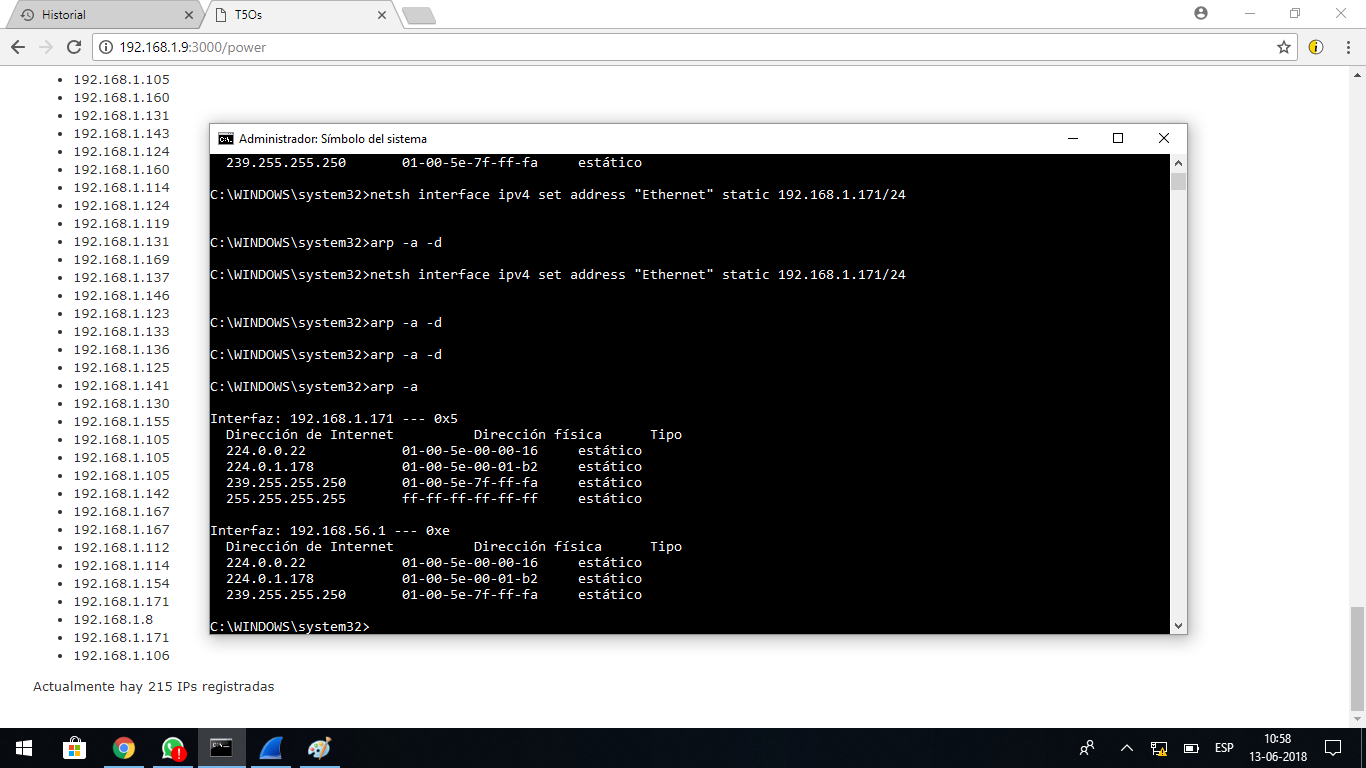 Historial
T5Os
192.168.1.9:3000/power
192.168.1.105
192.168.1.160
192.168.1.131
192.168.1.143
192.168.1.124
192.168.1.160
192.168.1.114
192.168.1.124
192.168.1.119
192.168.1.131
192.168.1.169
192.168.1.137
192.168.1.146
192.168.1.123
192.168.1.133
192.168.1.136
192.168.1.125
192.168.1.141
192.168.1.130
192.168.1.155
192.168.1.105
192.168.1.105
192.168.1.105
192.168.1.142
192.168.1.167
192.168.1.167
192.168.1.112
192.168.1.114
192.168.1.154
192.168.1.171
192.168.1.8
192.168.1.171
192.168.1.106
Actualmente hay 215 IPs registradas
Administrador: Símbolo del sistema
239.255.255.250 01-00-5e-7f-ff-fa estático
C:\WINDOWS\system32>netsh interface ipv4 set address "Ethernet" static 192.168.1.171/24
C:\WINDOWS\system32>arp -a -d
C:\WINDOWS\system32>netsh interface ipv4 set address "Ethernet" static 192.168.1.171/24
C:\WINDOWS\system32>arp -a -d
C:\WINDOWS\system32>arp -a -d
C:\WINDOWS\system32>arp -a
Interfaz: 192.168.1.171 --- 0x5
Dirección de Internet Dirección física Tipo
224.0.0.22 01-00-5e-00-00-16 estático
224.0.1.178 01-00-5e-00-01-b2 estático
239.255.255.250 01-00-5e-7f-ff-fa estático
255.255.255.255 ff-ff-ff-ff-ff-ff estático
Interfaz: 192.168.56.1 --- 0xe
Dirección de Internet Dirección física Tipo
224.0.0.22 01-00-5e-00-00-16 estático
224.0.1.178 01-00-5e-00-01-b2 estático
239.255.255.250 01-00-5e-7f-ff-fa estático
C:\WINDOWS\system32>
ESP
10:58
13-06-2018